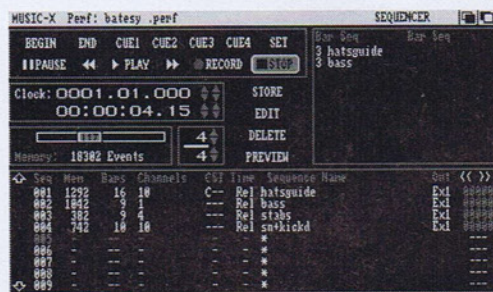 MUSIC-X Perf: batesy .perf SEQUENCER
BEGIN END CUE1 CUE2 CUE3 CUE4 SET
PAUSE PLAY RECORD STOP
Bar Seq Bar Seq
3 hatsguide
3 bass
Clock: 0001.01.000
00:00:04.15
STORE
EDIT
DELETE
PREVIEW
4
4
Memory: 18302 Events
Seq Mem Bars Channels CST Time Sequence Name Out << >>
001 1292 16 10 C-- Rel hatsguide Ex1
002 1042 9 1 --- Rel bass Ex1
003 382 9 4 --- Rel stabs Ex1
004 742 10 10 --- Rel sn+kickd Ex1
005 - -- - --- -- * ---
006 - -- - --- -- * ---
007 - -- - --- -- * ---
008 - -- - --- -- * ---
009 - -- - --- -- * ---